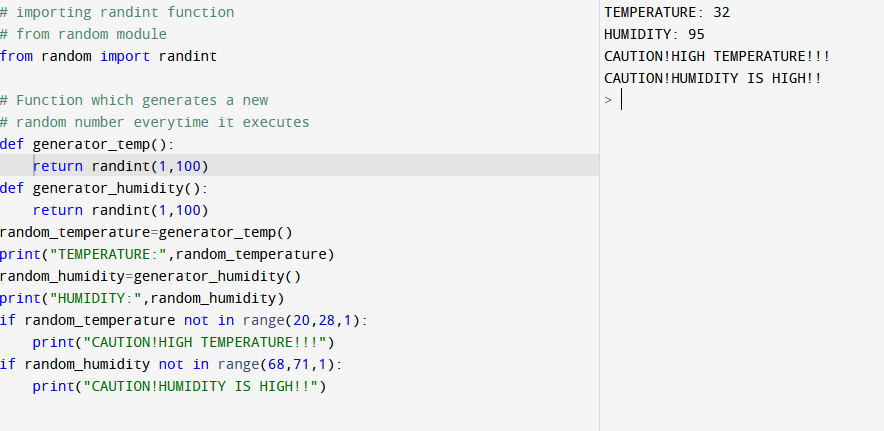 # importing randint function
# from random module
from random import randint
# Function which generates a new
# random number everytime it executes
def generator_temp():
    return randint(1,100)
def generator_humidity():
    return randint(1,100)
random_temperature=generator_temp()
print("TEMPERATURE:",random_temperature)
random_humidity=generator_humidity()
print("HUMIDITY:",random_humidity)
if random_temperature not in range(20,28,1):
    print("CAUTION!HIGH TEMPERATURE!!!")
if random_humidity not in range(68,71,1):
    print("CAUTION!HUMIDITY IS HIGH!!")
TEMPERATURE: 32
HUMIDITY: 95
CAUTION!HIGH TEMPERATURE!!!
CAUTION!HUMIDITY IS HIGH!!
>